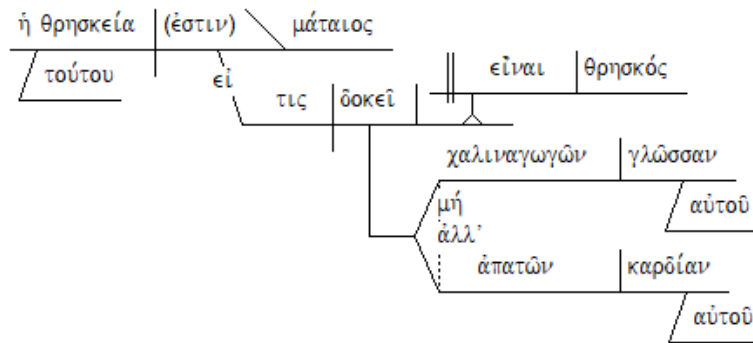 ἡ θρησκεία (ἐστιν) μάταιος
τούτου
εἰ
εἶναι θρησκός
τις δοκεῖ
χαλιναγωγῶν γλῶσσαν
μή αὐτοῦ
ἀλλ’
ἀπατῶν καρδίαν
αὐτοῦ